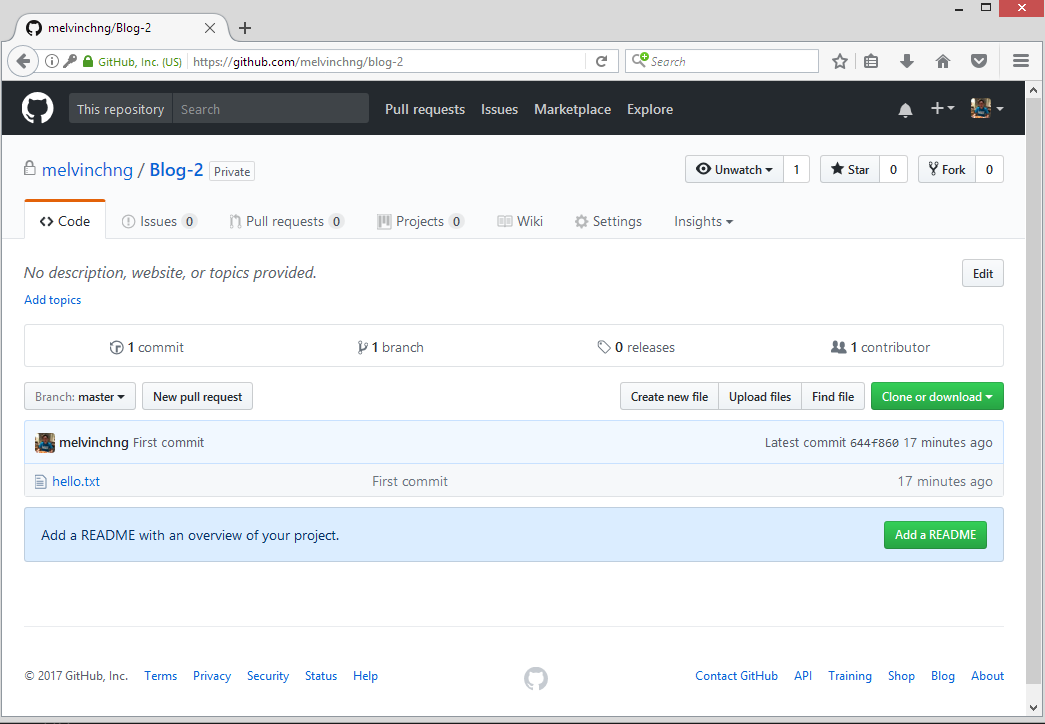 melvinchng/Blog-2
GitHub, Inc. (US) https://github.com/melvinchng/blog-2 Search
This repository Search Pull requests Issues Marketplace Explore
melvinchng / Blog-2 Private Unwatch 1 Star 0 Fork 0
Code Issues 0 Pull requests 0 Projects 0 Wiki Settings Insights
No description, website, or topics provided. Edit
Add topics
1 commit 1 branch 0 releases 1 contributor
Branch: master New pull request Create new file Upload files Find file Clone or download
melvinchng First commit Latest commit 644f860 17 minutes ago
hello.txt First commit 17 minutes ago
Add a README with an overview of your project. Add a README
© 2017 GitHub, Inc. Terms Privacy Security Status Help Contact GitHub API Training Shop Blog About